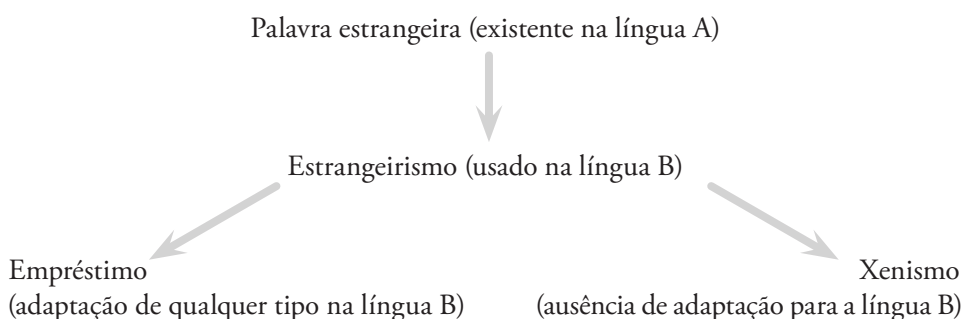 Palavra estrangeira (existente na língua A)
Estrangeirismo (usado na língua B)
Empréstimo
(adaptação de qualquer tipo na língua B)
Xenismo
(ausência de adaptação para a língua B)